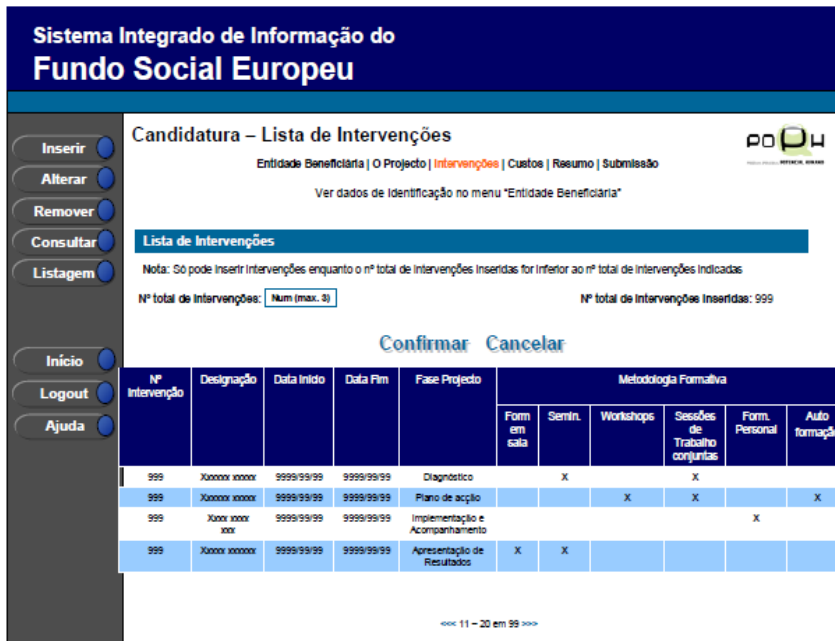 Sistema Integrado de Informação do
Fundo Social Europeu
Inserir
Alterar
Remover
Consultar
Listagem
Início
Logout
Ajuda
Candidatura – Lista de Intervenções
poph
Entidade Beneficiária | O Projecto | Intervenções | Custos | Resumo | Submissão
Ver dados de Identificação no menu "Entidade Beneficiária"
Lista de Intervenções
Nota: Só pode Inserir Intervenções enquanto o nº total de Intervenções Inseridas for Inferior ao nº total de Intervenções Indicadas
Nº total de Intervenções: Num (max. 3) Nº total de Intervenções Inseridas: 999
Confirmar Cancelar
Nº Intervenção Designação Data Início Data Fim Fase Projecto Metodologia Formativa
Form em sala Semin. Workshops Sessões de Trabalho conjuntas Form. Personal Auto formação
999 Xxxxxx xxxxx 9999/99/99 9999/99/99 Diagnóstico X X
999 Xxxxxx xxxxx 9999/99/99 9999/99/99 Plano de acção X X X
999 Xxxx xxxx xxx 9999/99/99 9999/99/99 Implementação e Acompanhamento X
999 Xxxxx xxxxxx 9999/99/99 9999/99/99 Apresentação de Resultados X X
<<< 11 – 20 em 99 >>>